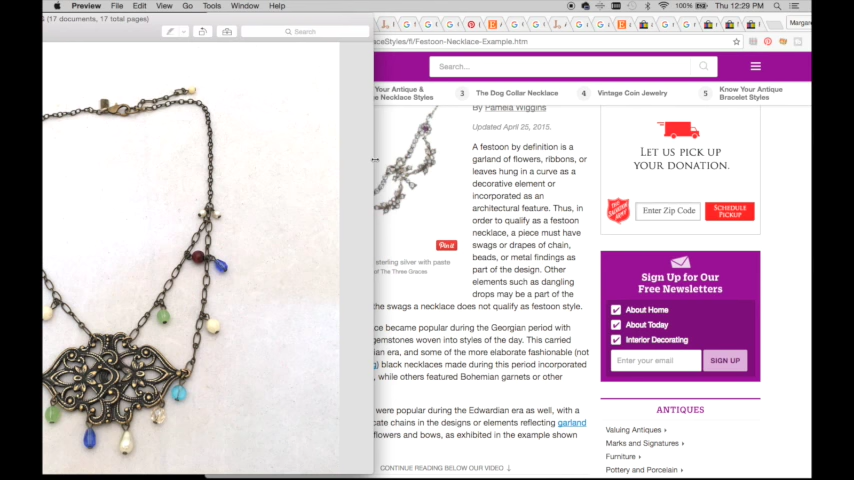 Preview File Edit View Go Tools Window Help
100% Thu 12:29 PM
(17 documents, 17 total pages)
Search
aceStyles/fl/Festoon-Necklace-Example.htm
Search...
Your Antique &
Necklace Styles
3 The Dog Collar Necklace
4 Vintage Coin Jewelry
5 Know Your Antique
Bracelet Styles
By Pamela Wiggins
Updated April 25, 2015.
A festoon by definition is a
garland of flowers, ribbons, or
leaves hung in a curve as a
decorative element or
incorporated as an
architectural feature. Thus, in
order to qualify as a festoon
necklace, a piece must have
swags or drapes of chain,
beads, or metal findings as
part of the design. Other
elements such as dangling
drops may be a part of the
the swags a necklace does not qualify as festoon style.
Pin it
sterling silver with paste
of The Three Graces
ce became popular during the Georgian period with
gemstones woven into styles of the day. This carried
ian era, and some of the more elaborate fashionable (not
g) black necklaces made during this period incorporated
, while others featured Bohemian garnets or other
were popular during the Edwardian era as well, with a
icate chains in the designs or elements reflecting garland
flowers and bows, as exhibited in the example shown
CONTINUE READING BELOW OUR VIDEO ↓
LET US PICK UP
YOUR DONATION.
Enter Zip Code
SCHEDULE
PICKUP
Sign Up for Our
Free Newsletters
About Home
About Today
Interior Decorating
Enter your email
SIGN UP
ANTIQUES
Valuing Antiques
Marks and Signatures
Furniture
Pottery and Porcelain